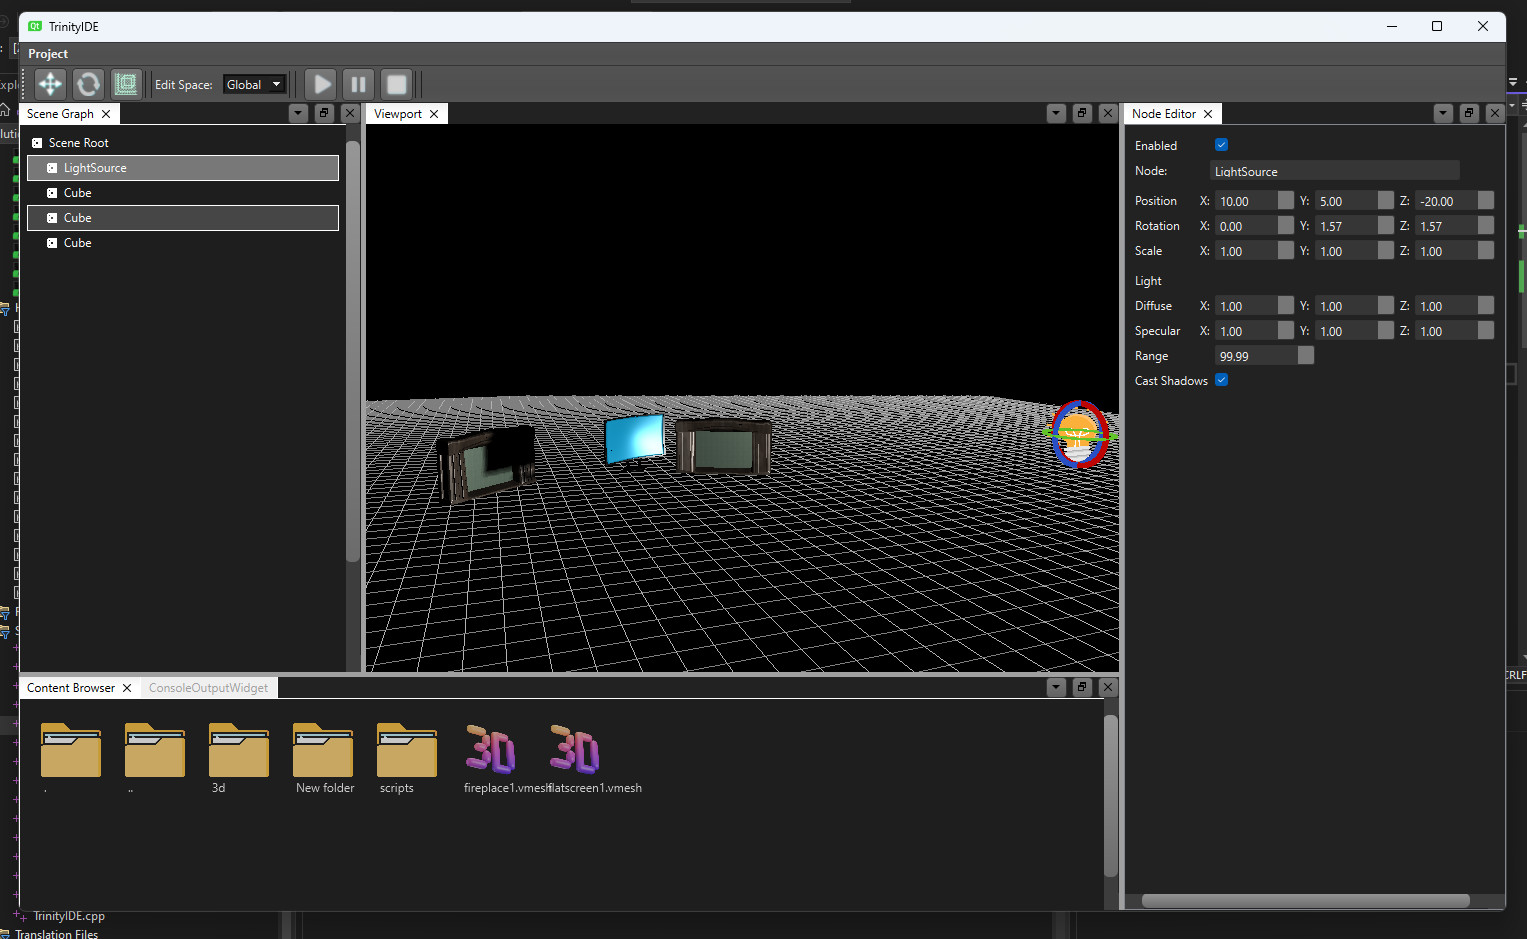 TrinityIDE
Project
Edit Space: Global
Scene Graph
Scene Root
LightSource
Cube
Cube
Cube
Viewport
Node Editor
Enabled
Node: LightSource
Position X: 10.00 Y: 5.00 Z: -20.00
Rotation X: 0.00 Y: 1.57 Z: 1.57
Scale X: 1.00 Y: 1.00 Z: 1.00
Light
Diffuse X: 1.00 Y: 1.00 Z: 1.00
Specular X: 1.00 Y: 1.00 Z: 1.00
Range 99.99
Cast Shadows
Content Browser ConsoleOutputWidget
. .. 3d New folder scripts fireplace1.vmesh flatscreen1.vmesh
CRLF
TrinityIDE.cpp
Translation Files